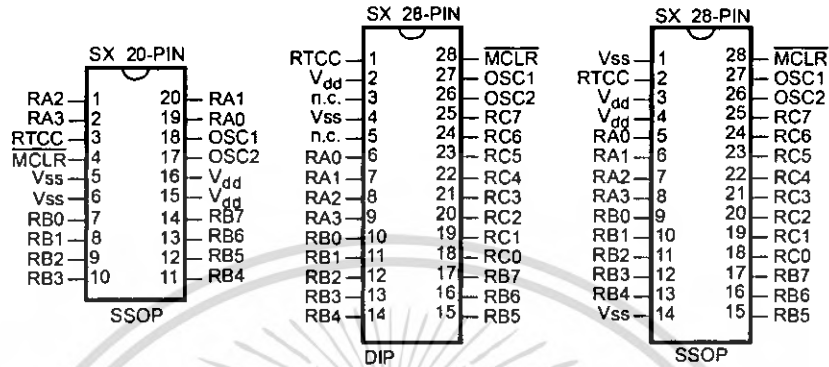 SX 20-PIN
RA2 1 20 RA1
RA3 2 19 RA0
RTCC 3 18 OSC1
MCLR 4 17 OSC2
Vss 5 16 Vdd
Vss 6 15 Vdd
RB0 7 14 RB7
RB1 8 13 RB6
RB2 9 12 RB5
RB3 10 11 RB4
SSOP
SX 28-PIN
RTCC 1 28 MCLR
Vdd 2 27 OSC1
n.c. 3 26 OSC2
Vss 4 25 RC7
n.c. 5 24 RC6
RA0 6 23 RC5
RA1 7 22 RC4
RA2 8 21 RC3
RA3 9 20 RC2
RB0 10 19 RC1
RB1 11 18 RC0
RB2 12 17 RB7
RB3 13 16 RB6
RB4 14 15 RB5
DIP
SX 28-PIN
Vss 1 28 MCLR
RTCC 2 27 OSC1
Vdd 3 26 OSC2
Vdd 4 25 RC7
RA0 5 24 RC6
RA1 6 23 RC5
RA2 7 22 RC4
RA3 8 21 RC3
RB0 9 20 RC2
RB1 10 19 RC1
RB2 11 18 RC0
RB3 12 17 RB7
RB4 13 16 RB6
Vss 14 15 RB5
SSOP